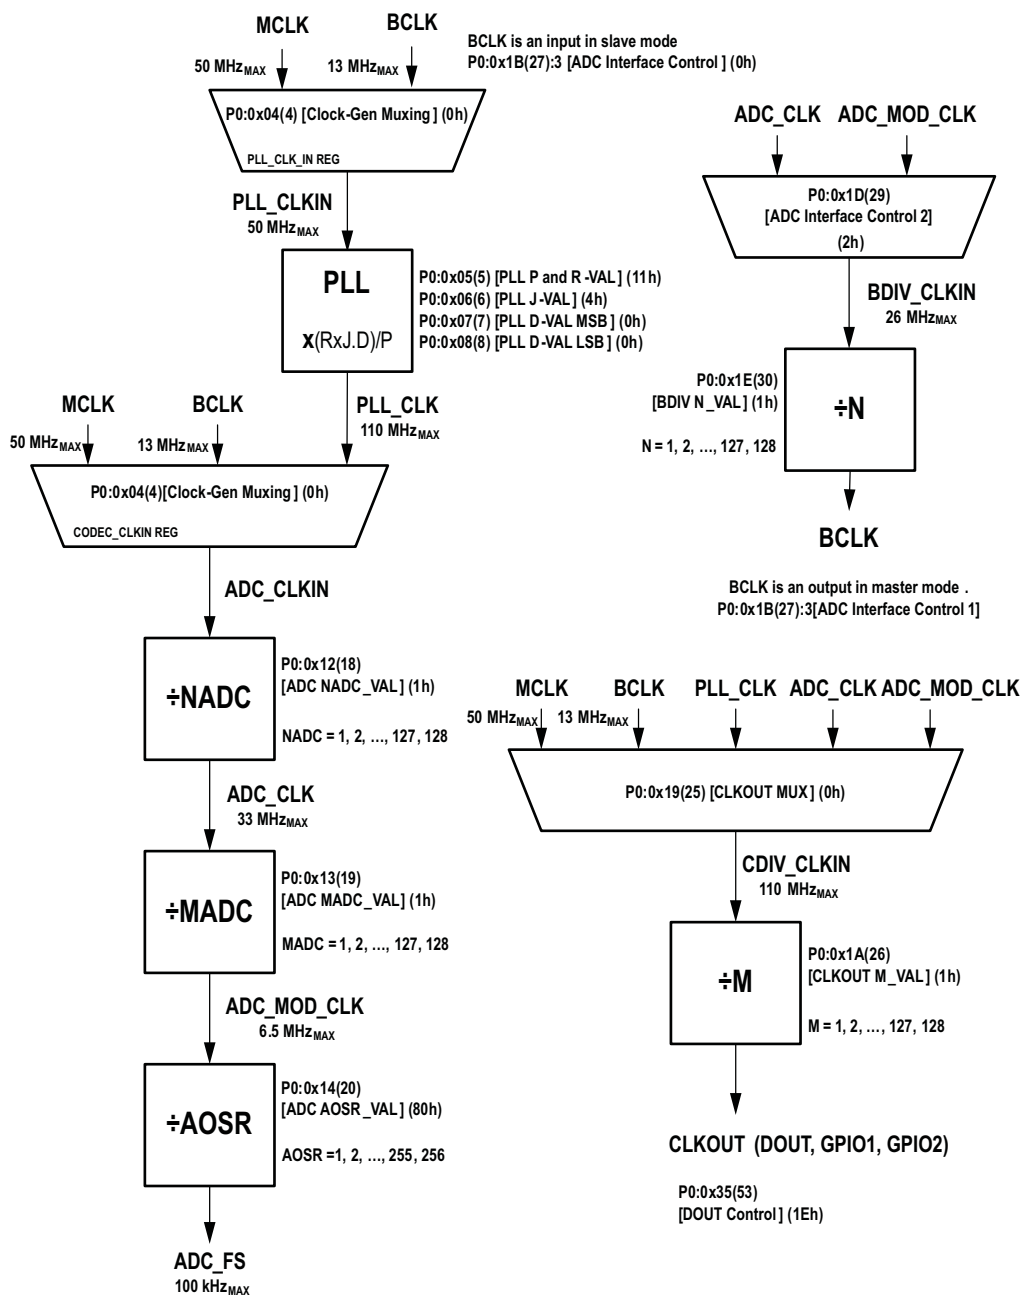 MCLK
BCLK
50 MHzMAX
13 MHzMAX
BCLK is an input in slave mode
P0:0x1B(27):3 [ADC Interface Control ] (0h)
P0:0x04(4) [Clock-Gen Muxing ] (0h)
PLL_CLK_IN REG
PLL_CLKIN
50 MHzMAX
PLL
x(RxJ.D)/P
P0:0x05(5) [PLL P and R -VAL] (11h)
P0:0x06(6) [PLL J-VAL] (4h)
P0:0x07(7) [PLL D-VAL MSB ] (0h)
P0:0x08(8) [PLL D-VAL LSB ] (0h)
MCLK
BCLK
PLL_CLK
110 MHzMAX
50 MHzMAX
13 MHzMAX
P0:0x04(4)[Clock-Gen Muxing ] (0h)
CODEC_CLKIN REG
ADC_CLKIN
÷NADC
P0:0x12(18)
[ADC NADC_VAL] (1h)
NADC = 1, 2, …, 127, 128
ADC_CLK
33 MHzMAX
÷MADC
P0:0x13(19)
[ADC MADC_VAL] (1h)
MADC = 1, 2, …, 127, 128
ADC_MOD_CLK
6.5 MHzMAX
÷AOSR
P0:0x14(20)
[ADC AOSR_VAL] (80h)
AOSR =1, 2, …, 255, 256
ADC_FS
100 kHzMAX
ADC_CLK
ADC_MOD_CLK
P0:0x1D(29)
[ADC Interface Control 2]
(2h)
BDIV_CLKIN
26 MHzMAX
P0:0x1E(30)
[BDIV N_VAL] (1h)
N = 1, 2, …, 127, 128
÷N
BCLK
BCLK is an output in master mode .
P0:0x1B(27):3[ADC Interface Control 1]
MCLK
BCLK
PLL_CLK
ADC_CLK
ADC_MOD_CLK
50 MHzMAX
13 MHzMAX
P0:0x19(25) [CLKOUT MUX] (0h)
CDIV_CLKIN
110 MHzMAX
÷M
P0:0x1A(26)
[CLKOUT M_VAL] (1h)
M = 1, 2, …, 127, 128
CLKOUT (DOUT, GPIO1, GPIO2)
P0:0x35(53)
[DOUT Control ] (1Eh)